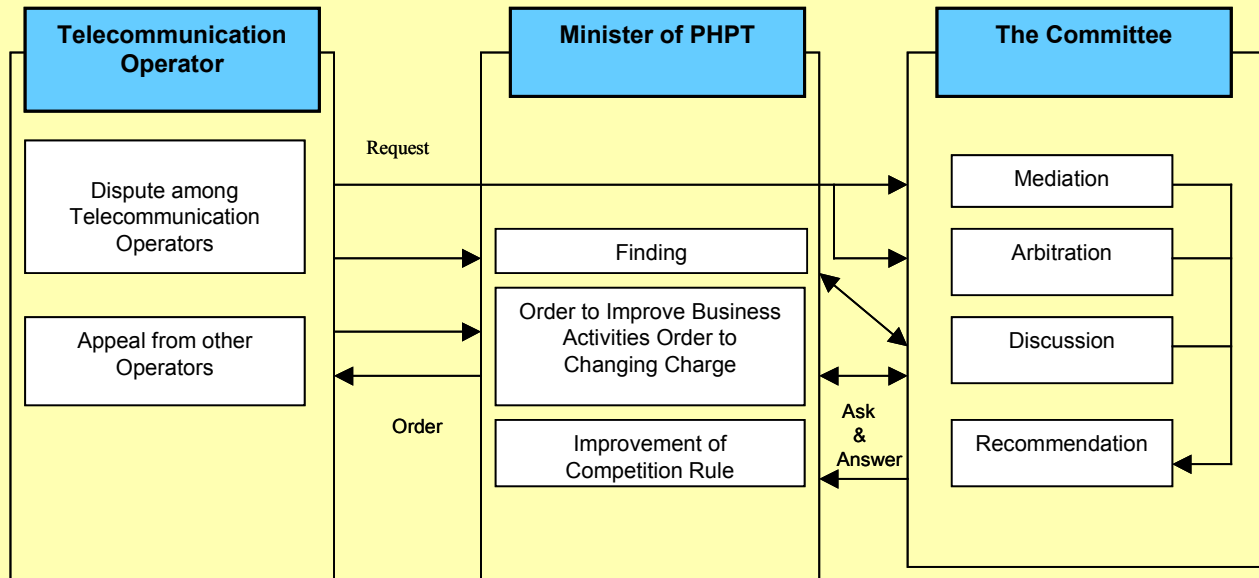 Telecommunication
Operator
Dispute among
Telecommunication
Operators
Appeal from other
Operators
Request
Order
Minister of PHPT
Finding
Order to Improve Business
Activities Order to
Changing Charge
Improvement of
Competition Rule
Ask
&
Answer
The Committee
Mediation
Arbitration
Discussion
Recommendation